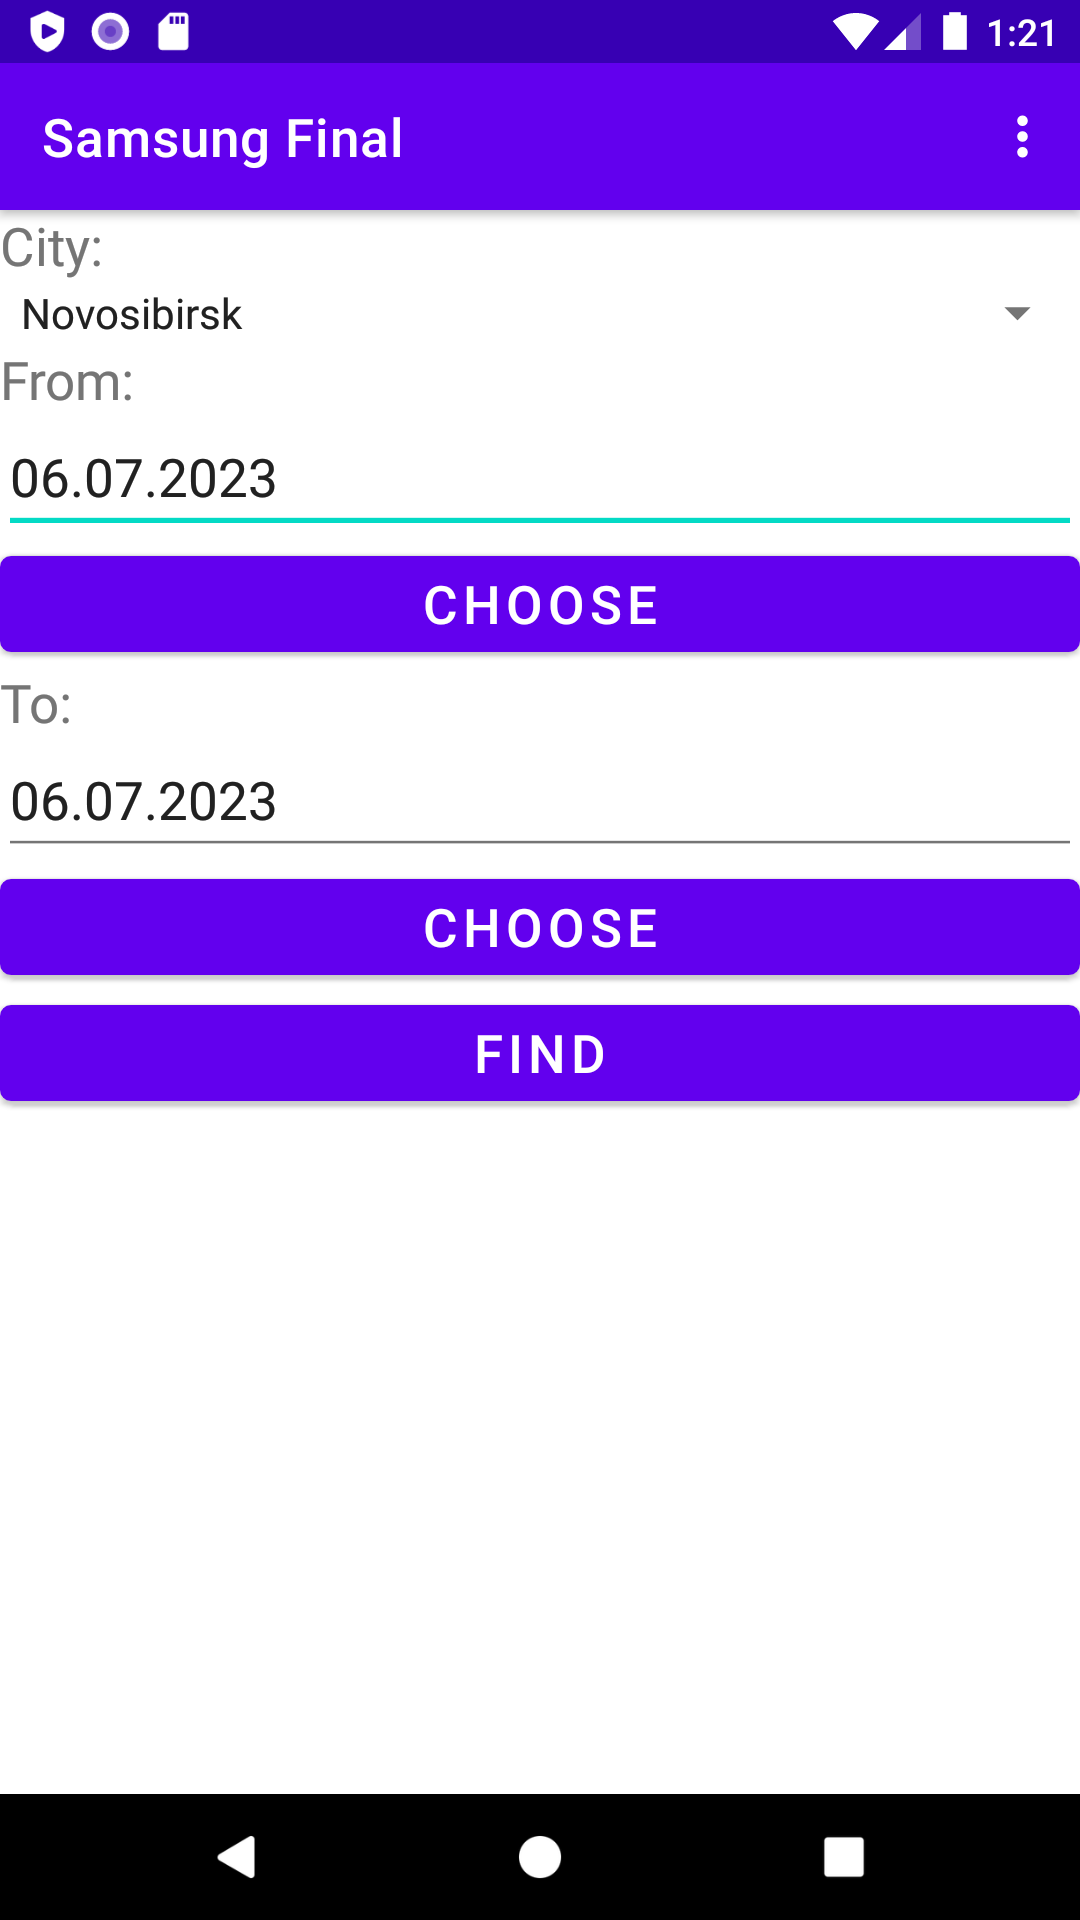 1:21
Samsung Final
City:
Novosibirsk
From:
06.07.2023
CHOOSE
To:
06.07.2023
CHOOSE
FIND